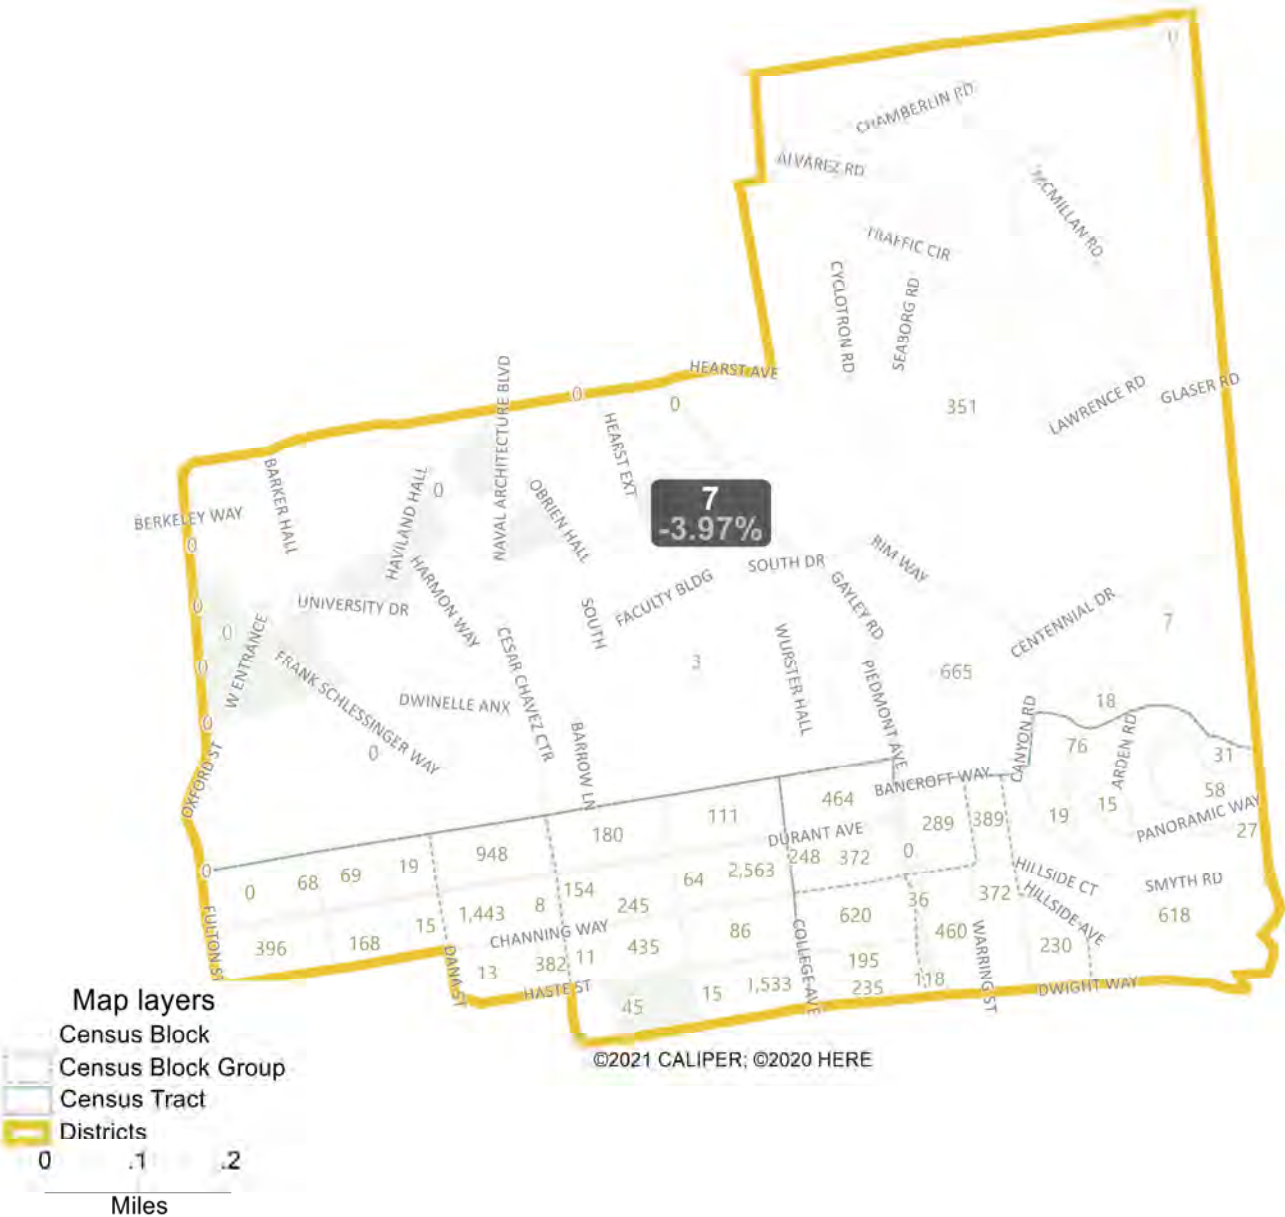 0
CHAMBERLIN RD
ALVAREZ RD
MCMILLAN RD
TRAFFIC CIR
CYCLOTRON RD
SEABORG RD
HEARST AVE
NAVAL ARCHITECTURE BLVD
0
0
351
LAWRENCE RD
GLASER RD
HEARST EXT
BARKER HALL
HAVILAND HALL
0
OBRIEN HALL
7
-3.97%
BERKELEY WAY
0
RIM WAY
SOUTH DR
FACULTY BLDG
GAYLEY RD
HARMON WAY
UNIVERSITY DR
SOUTH
0
CENTENNIAL DR
7
0
W ENTRANCE
CESAR CHAVEZ CTR
WURSTER HALL
FRANK SCHLESSINGER WAY
0
3
665
PIEDMONT AVE
DWINELLE ANX
18
0
CANYON RD
BARROW LN
0
76
ARDEN RD
31
OXFORD ST
BANCROFT WAY
58
464
19
15
PANORAMIC WAY
27
111
180
DURANT AVE
289
389
948
0
248
372
19
2,563
0
68
69
64
HILLSIDE CT
SMYTH RD
154
8
245
1,443
36
372
HILLSIDE AVE
618
15
620
FULTON ST
CHANNING WAY
86
COLLEGE AVE
460
WARRING ST
230
396
168
435
11
382
195
13
DANA ST
HASTE ST
45
15
1,533
235
118
DWIGHT WAY
Map layers
Census Block
Census Block Group
Census Tract
Districts
0 .1 .2
Miles
©2021 CALIPER; ©2020 HERE